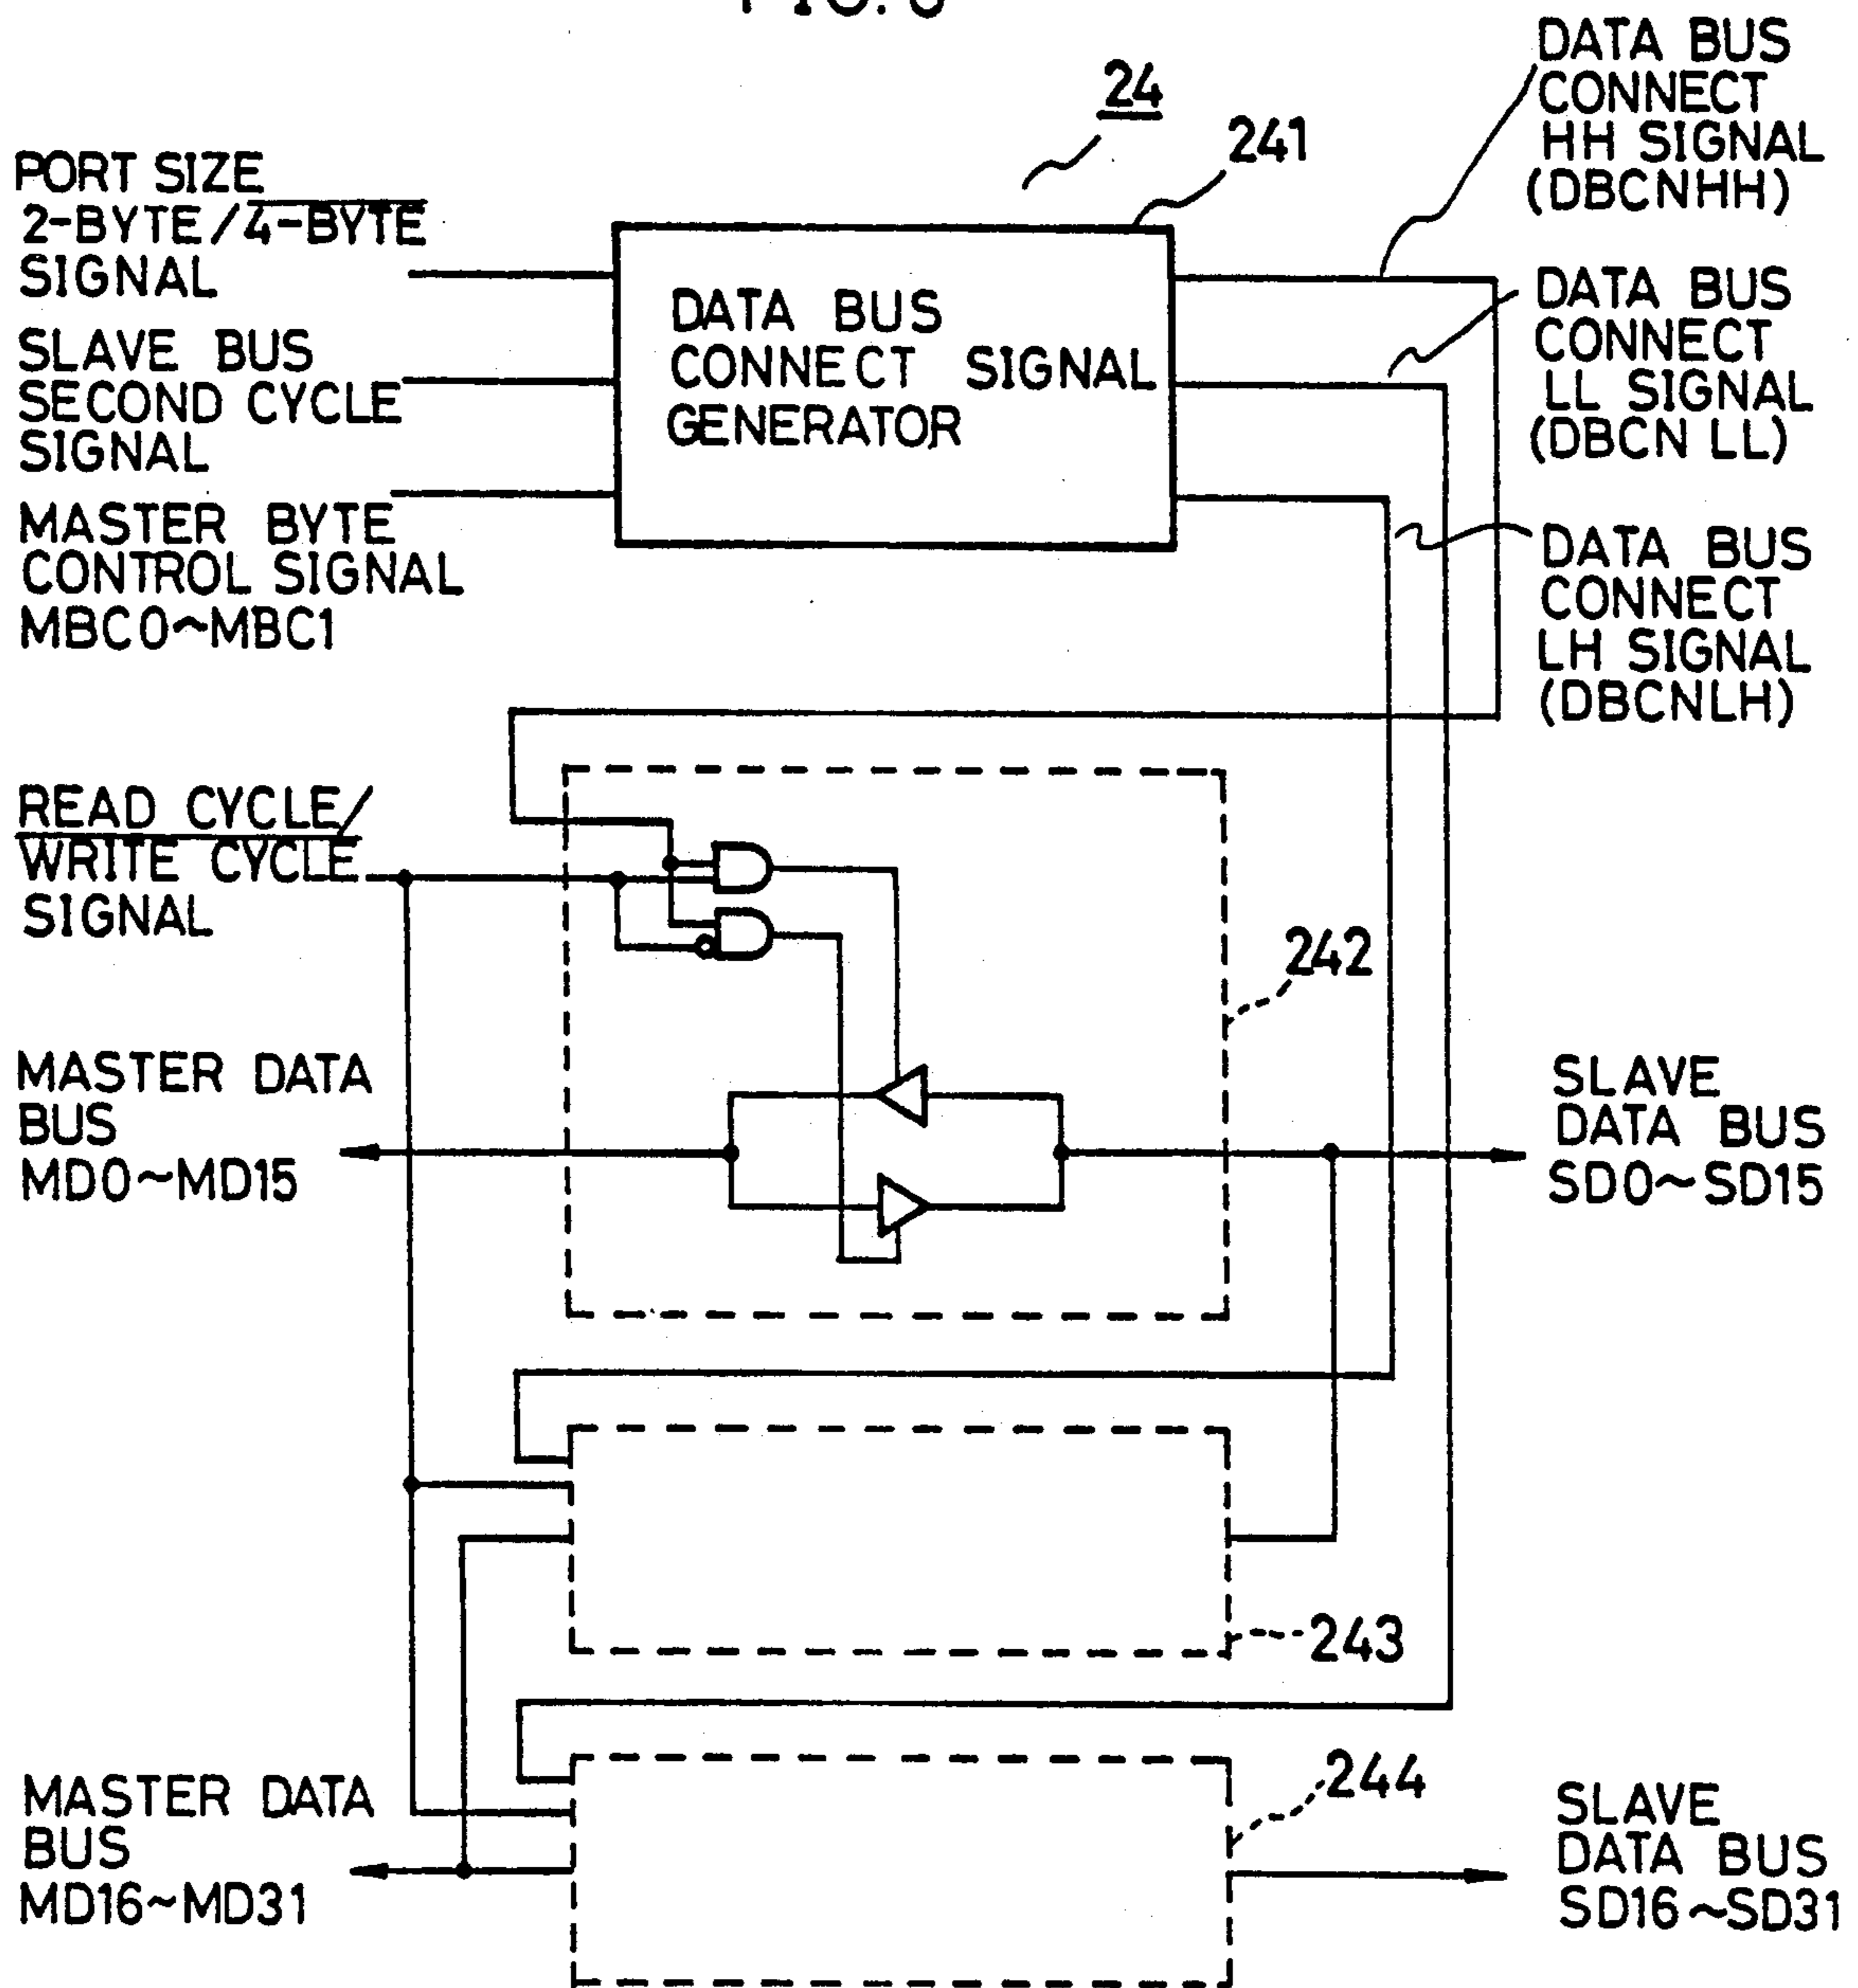 24
241
PORT SIZE
2-BYTE/4-BYTE
SIGNAL
SLAVE BUS
SECOND CYCLE
SIGNAL
MASTER BYTE
CONTROL SIGNAL
MBC0~MBC1
DATA BUS
CONNECT SIGNAL
GENERATOR
DATA BUS
CONNECT
HH SIGNAL
(DBCNHH)
DATA BUS
CONNECT
LL SIGNAL
(DBCN LL)
DATA BUS
CONNECT
LH SIGNAL
(DBCNLH)
READ CYCLE/
WRITE CYCLE
SIGNAL
242
MASTER DATA
BUS
MD0~MD15
SLAVE
DATA BUS
SD0~SD15
243
244
MASTER DATA
BUS
MD16~MD31
SLAVE
DATA BUS
SD16~SD31